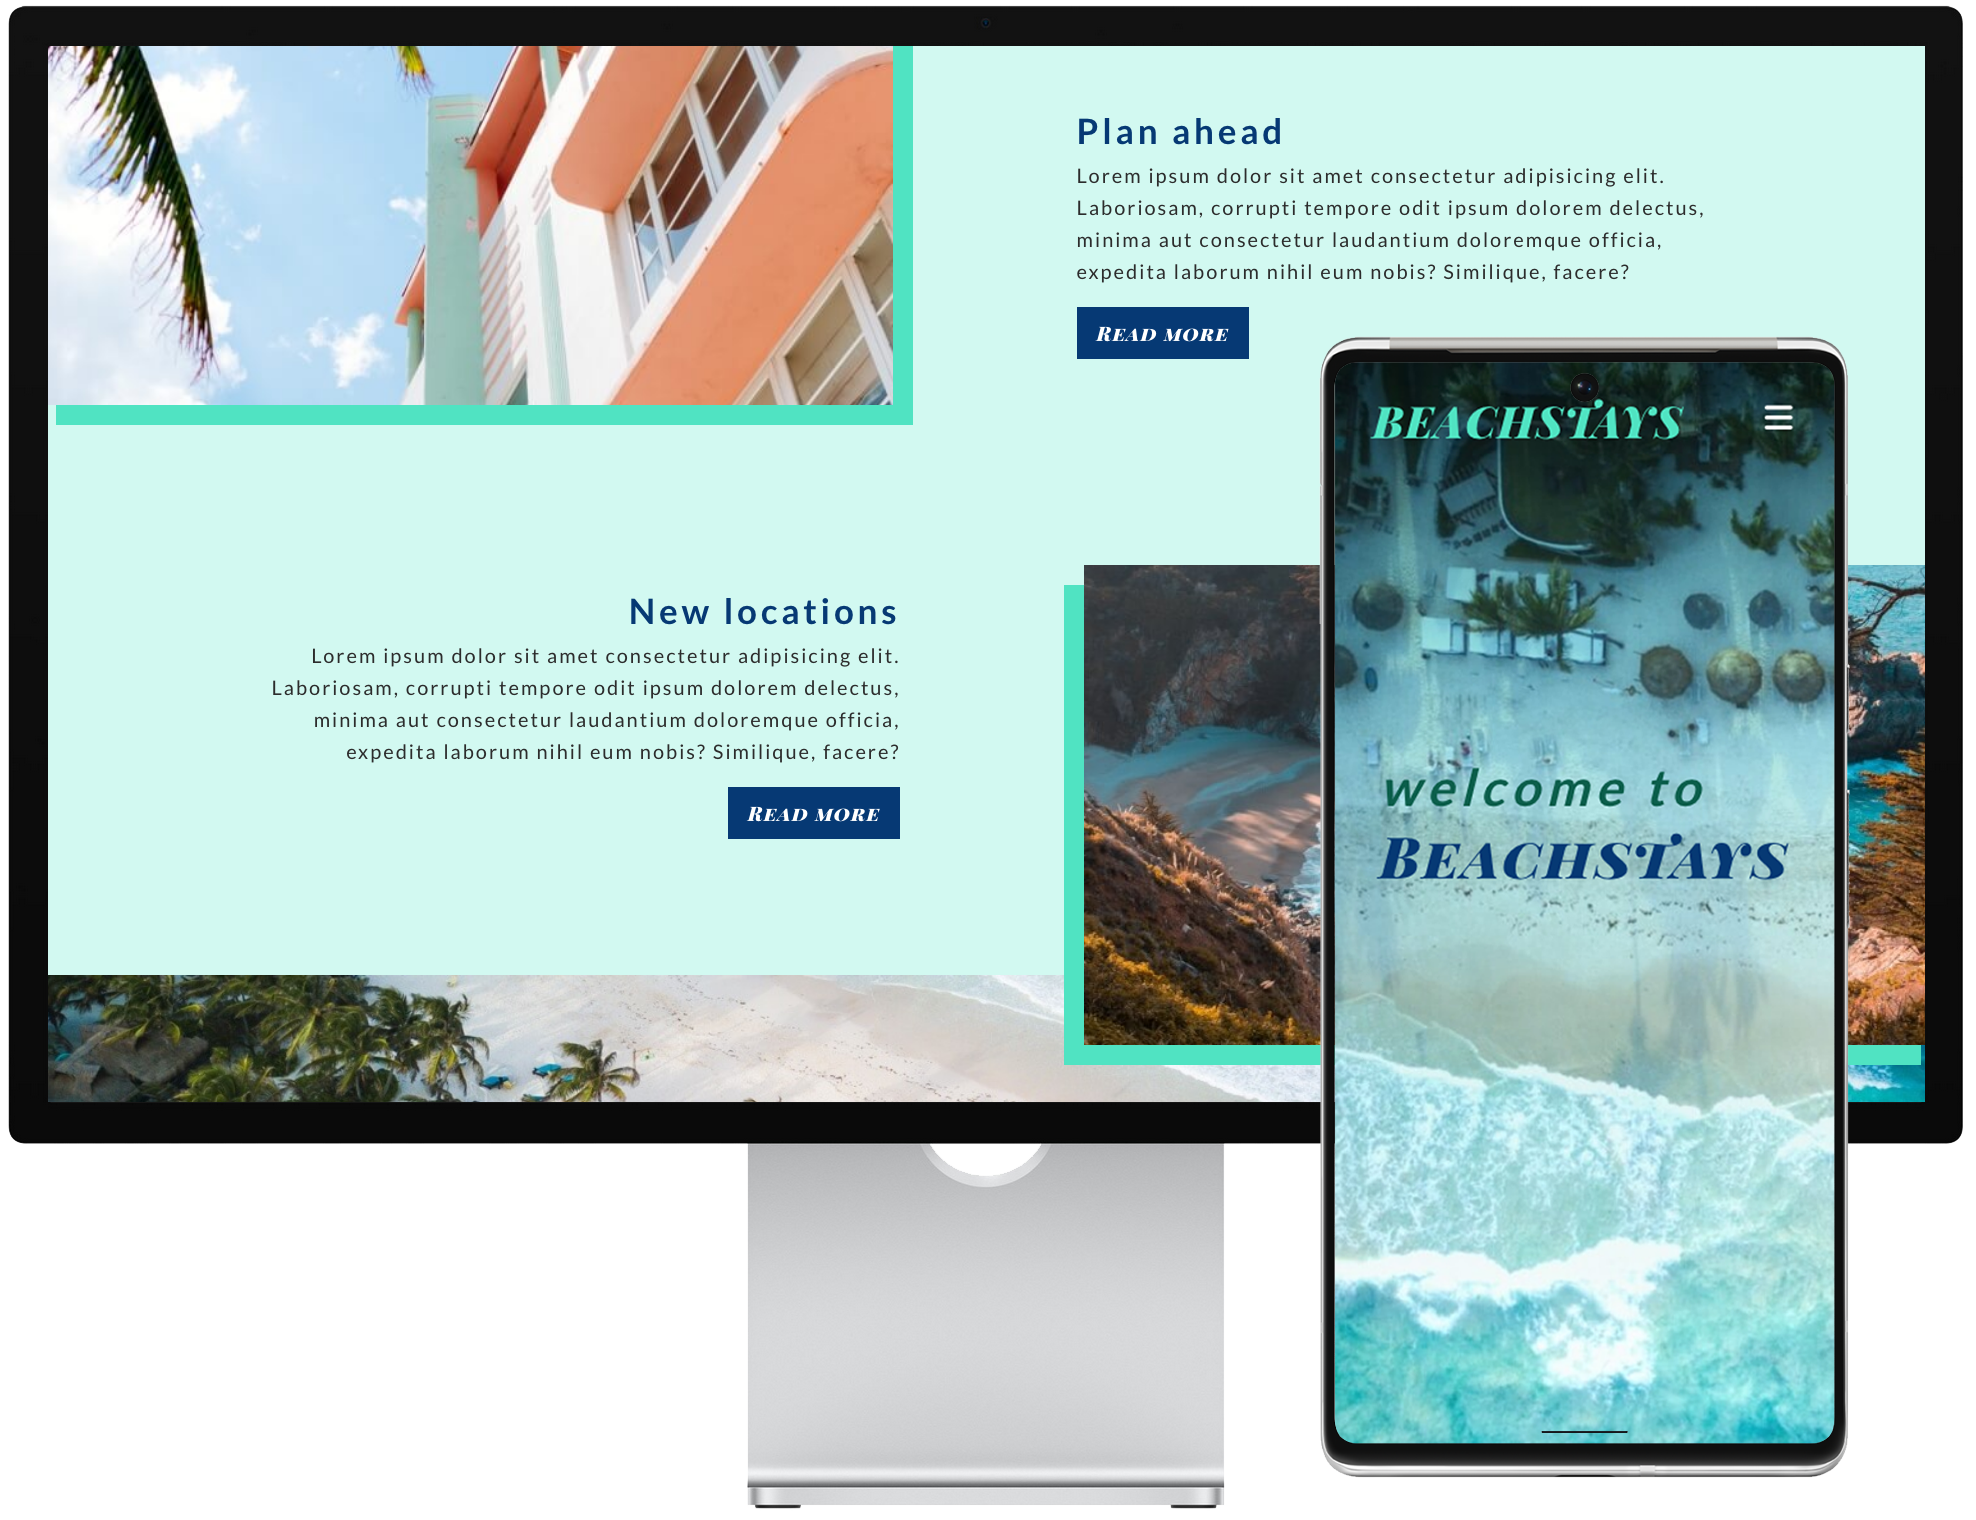 Plan ahead
Lorem ipsum dolor sit amet consectetur adipisicing elit.
Laboriosam, corrupti tempore odit ipsum dolorem delectus,
minima aut consectetur laudantium doloremque officia,
expedita laborum nihil eum nobis? Similique, facere?
READ MORE
New locations
Lorem ipsum dolor sit amet consectetur adipisicing elit.
Laboriosam, corrupti tempore odit ipsum dolorem delectus,
minima aut consectetur laudantium doloremque officia,
expedita laborum nihil eum nobis? Similique, facere?
READ MORE
BEACHSTAYS
welcome to
BEACHSTAYS